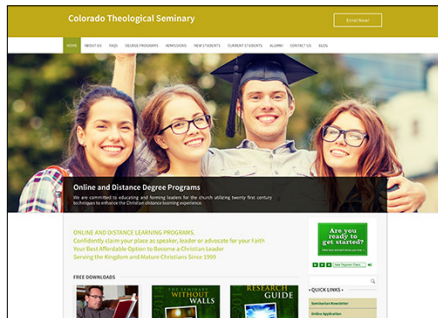 Colorado Theological Seminary
Enroll Now!
HOME ABOUT US FAQS DEGREE PROGRAMS ADMISSIONS NEW STUDENTS CURRENT STUDENTS ALUMNI CONTACT US BLOG
Online and Distance Degree Programs
We are committed to educating and forming leaders for the church utilizing twenty first century
techniques to enhance the Christian distance learning experience.
ONLINE AND DISTANCE LEARNING PROGRAMS.
Confidently claim your place as speaker, leader or advocate for your Faith
Your Best Affordable Option to Become a Christian Leader
Serving the Kingdom and Mature Christians Since 1999
Are you
ready to
get started?
FREE DOWNLOADS
THE SEMINARY
WITHOUT
WALLS
RESEARCH
GUIDE
• QUICK LINKS •
Seminarian Newsletter
Online Application